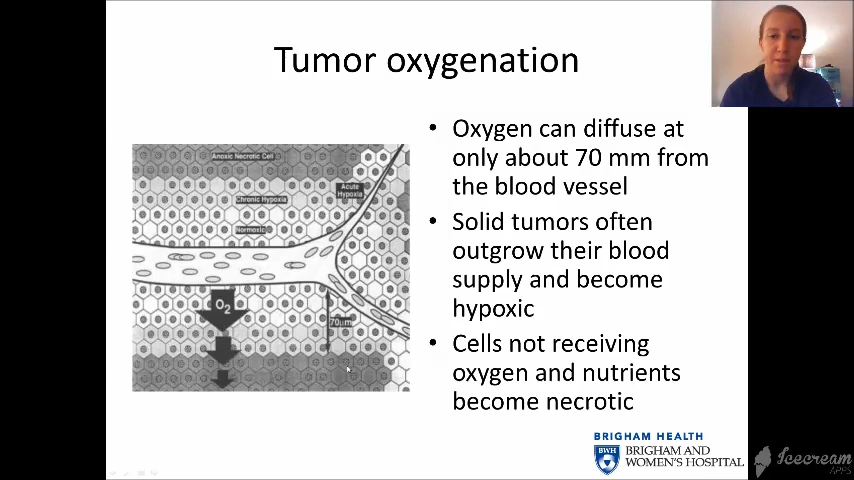 Tumor oxygenation
Anoxic Necrotic Cell
Acute
Hypoxia
Chronic Hypoxia
Normoxic
O2
70μm
• Oxygen can diffuse at
only about 70 mm from
the blood vessel
• Solid tumors often
outgrow their blood
supply and become
hypoxic
• Cells not receiving
oxygen and nutrients
become necrotic
BRIGHAM HEALTH
BWH
BRIGHAM AND
WOMEN'S HOSPITAL
Icecream
APPS